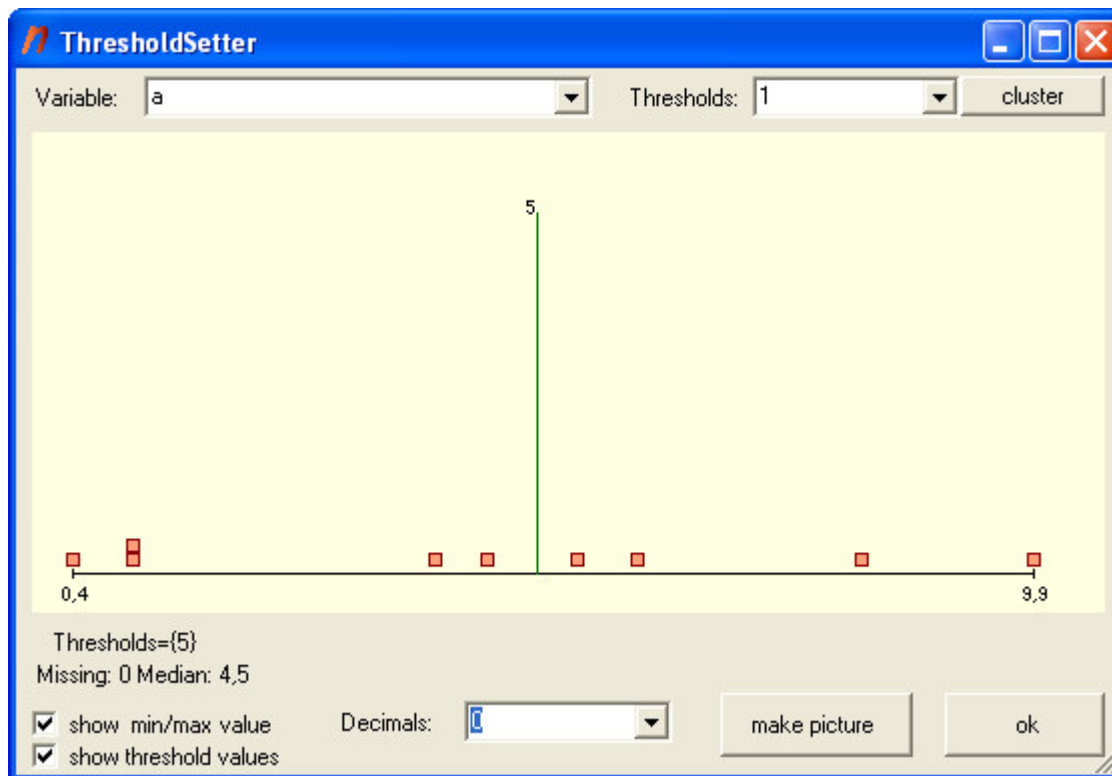 ThresholdSetter
Variable: a Thresholds: 1 cluster
5
0,4 9,9
Thresholds={5}
Missing: 0 Median: 4,5
show min/max value Decimals: 0 make picture ok
show threshold values